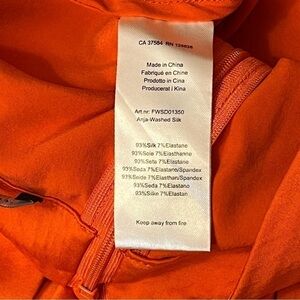 CA 37584 RN
Made in China
Fabriqué en Chine
Prodotto in Cina
Producerat i Kina
Art nr: FWSD01350
Anja-Washed Silk
93%Silk 7%Elastane
93%Soie 7%Elasthanne
93%Seta 7%Elastane
93%Seda 7%Elastano/Spandex
93%Seide 7%Elasthan/Spandex
93%Seda 7%Elastano
93%Silke 7%Elastan
Keep away from fire